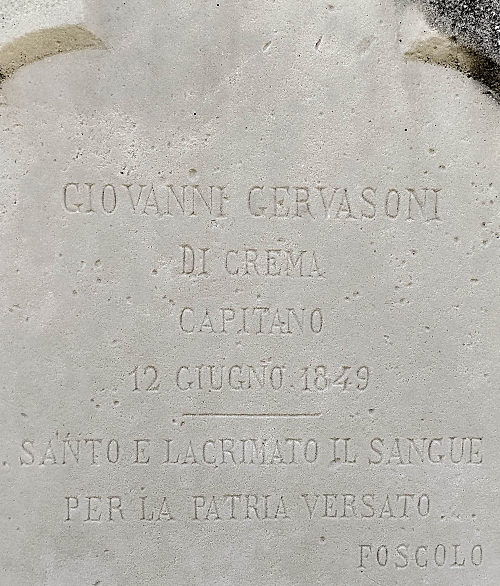 GIOVANNI GERVASONI
DI CREMA
CAPITANO
12 GIUGNO 1849
. SANTO E LACRIMATO IL SANGUE
PER LA PATRIA VERSATO...
FOSCOLO